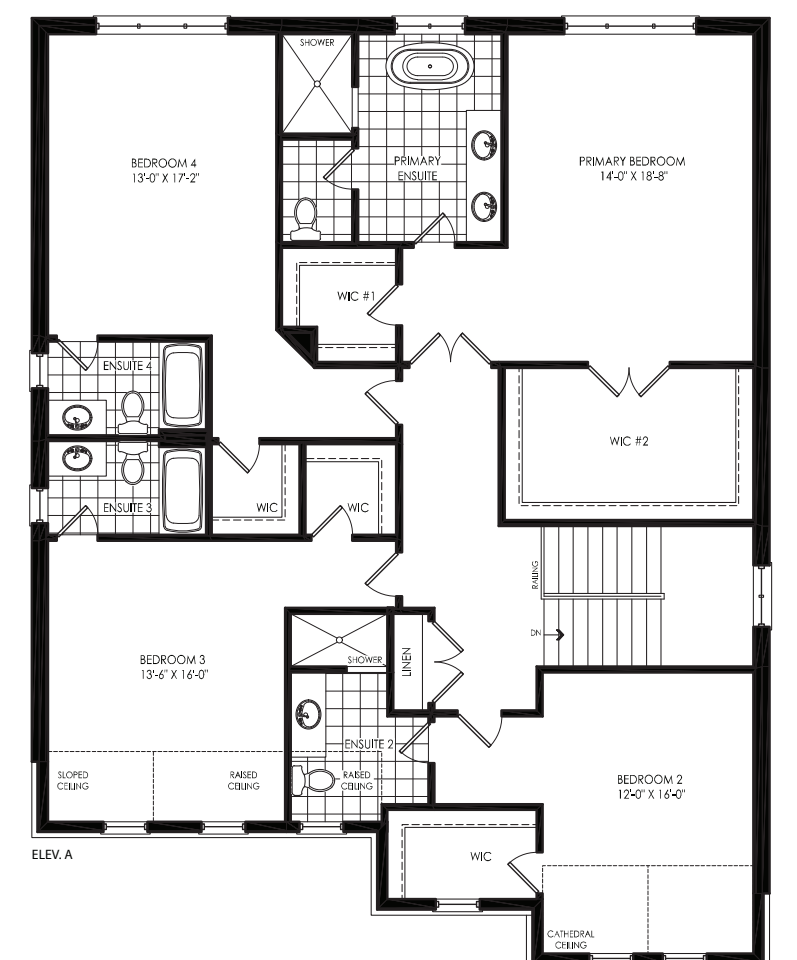 SHOWER
BEDROOM 4
13'-0" X 17'-2"
PRIMARY
ENSUITE
PRIMARY BEDROOM
14'-0" X 18'-8"
WIC #1
ENSUITE 4
WIC #2
ENSUITE 3
WIC
WIC
RAILING
DN
BEDROOM 3
13'-6" X 16'-0"
SHOWER
LINEN
ENSUITE 2
SLOPED
CEILING
RAISED
CEILING
RAISED
CEILING
BEDROOM 2
12'-0" X 16'-0"
ELEV. A
WIC
CATHEDRAL
CEILING